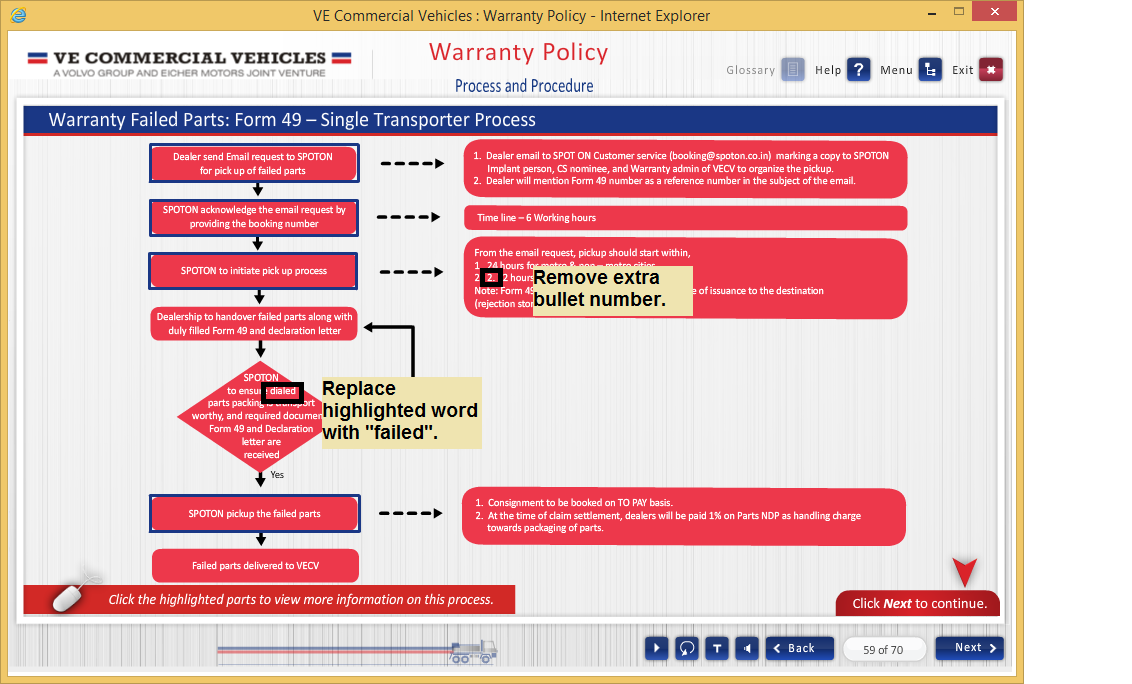 VE Commercial Vehicles : Warranty Policy - Internet Explorer
VE COMMERCIAL VEHICLES
A VOLVO GROUP AND EICHER MOTORS JOINT VENTURE
Warranty Policy
Process and Procedure
Glossary
Help
?
Menu
Exit
Warranty Failed Parts: Form 49 – Single Transporter Process
Dealer send Email request to SPOTON
for pick up of failed parts
1. Dealer email to SPOT ON Customer service (booking@spoton.co.in) marking a copy to SPOTON
Implant person, CS nominee, and Warranty admin of VECV to organize the pickup.
2. Dealer will mention Form 49 number as a reference number in the subject of the email.
SPOTON acknowledge the email request by
providing the booking number
Time line – 6 Working hours
SPOTON to initiate pick up process
From the email request, pickup should start within,
1. 24 hours for metro & non – metro cities
2. 2. 2 hours
Note: Form 49 e of issuance to the destination
(rejection
Remove extra
bullet number.
Dealership to handover failed parts along with
duly filled Form 49 and declaration letter
SPOTON
to ensure dialed
parts packing is transport
worthy, and required
Form 49 and Declaration
letter are
received
Replace
highlighted word
with "failed".
Yes
SPOTON pickup the failed parts
1. Consignment to be booked on TO PAY basis.
2. At the time of claim settlement, dealers will be paid 1% on Parts NDP as handling charge
towards packaging of parts.
Failed parts delivered to VECV
Click the highlighted parts to view more information on this process.
Click Next to continue.
T
Back
59 of 70
Next